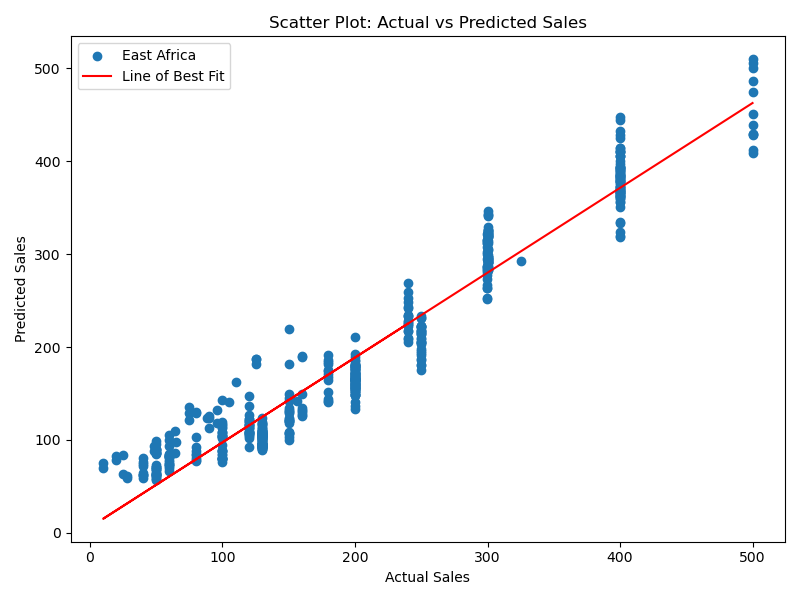 Scatter Plot: Actual vs Predicted Sales
East Africa
Line of Best Fit
Predicted Sales
500
400
300
200
100
0
0 100 200 300 400 500
Actual Sales